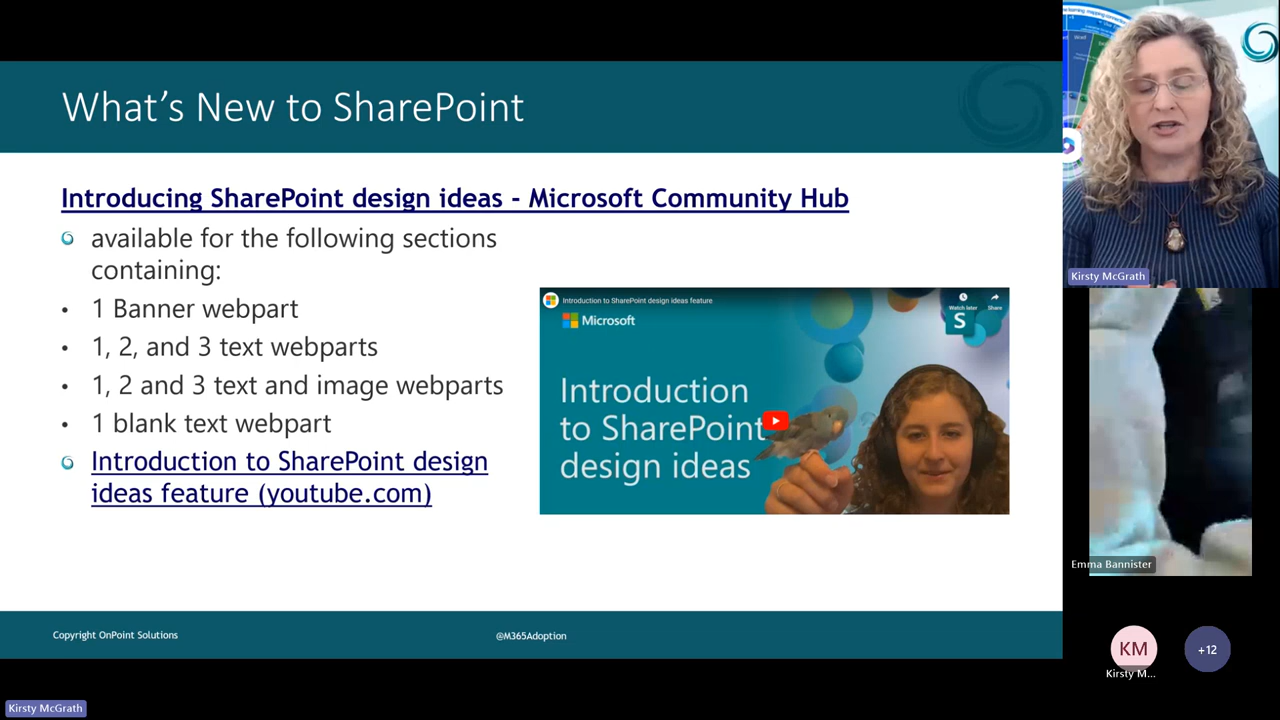 What's New to SharePoint
Introducing SharePoint design ideas - Microsoft Community Hub
available for the following sections
containing:
• 1 Banner webpart
• 1, 2, and 3 text webparts
• 1, 2 and 3 text and image webparts
• 1 blank text webpart
Introduction to SharePoint design
ideas feature (youtube.com)
Introduction to SharePoint design ideas feature
Watch later
Share
Microsoft
S
Introduction
to SharePoint
design ideas
Copyright OnPoint Solutions
@M365Adoption
Kirsty McGrath
Kirsty McGrath
Emma Bannister
KM
+12
Kirsty M...